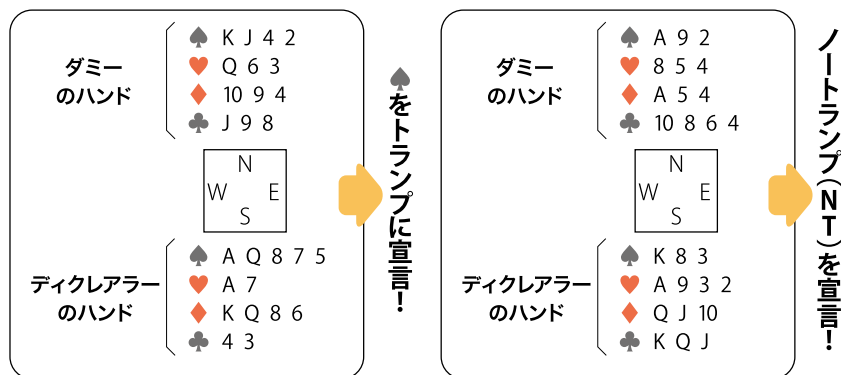 ダミー
のハンド
♠ K J 4 2
♥ Q 6 3
♦ 10 9 4
♣ J 9 8
N
W E
S
ディクレアラー
のハンド
♠ A Q 8 7 5
♥ A 7
♦ K Q 8 6
♣ 4 3
♠をトランプに宣言！
ダミー
のハンド
♠ A 9 2
♥ 8 5 4
♦ A 5 4
♣ 10 8 6 4
N
W E
S
ディクレアラー
のハンド
♠ K 8 3
♥ A 9 3 2
♦ Q J 10
♣ K Q J
ノートランプ（NT）を宣言！